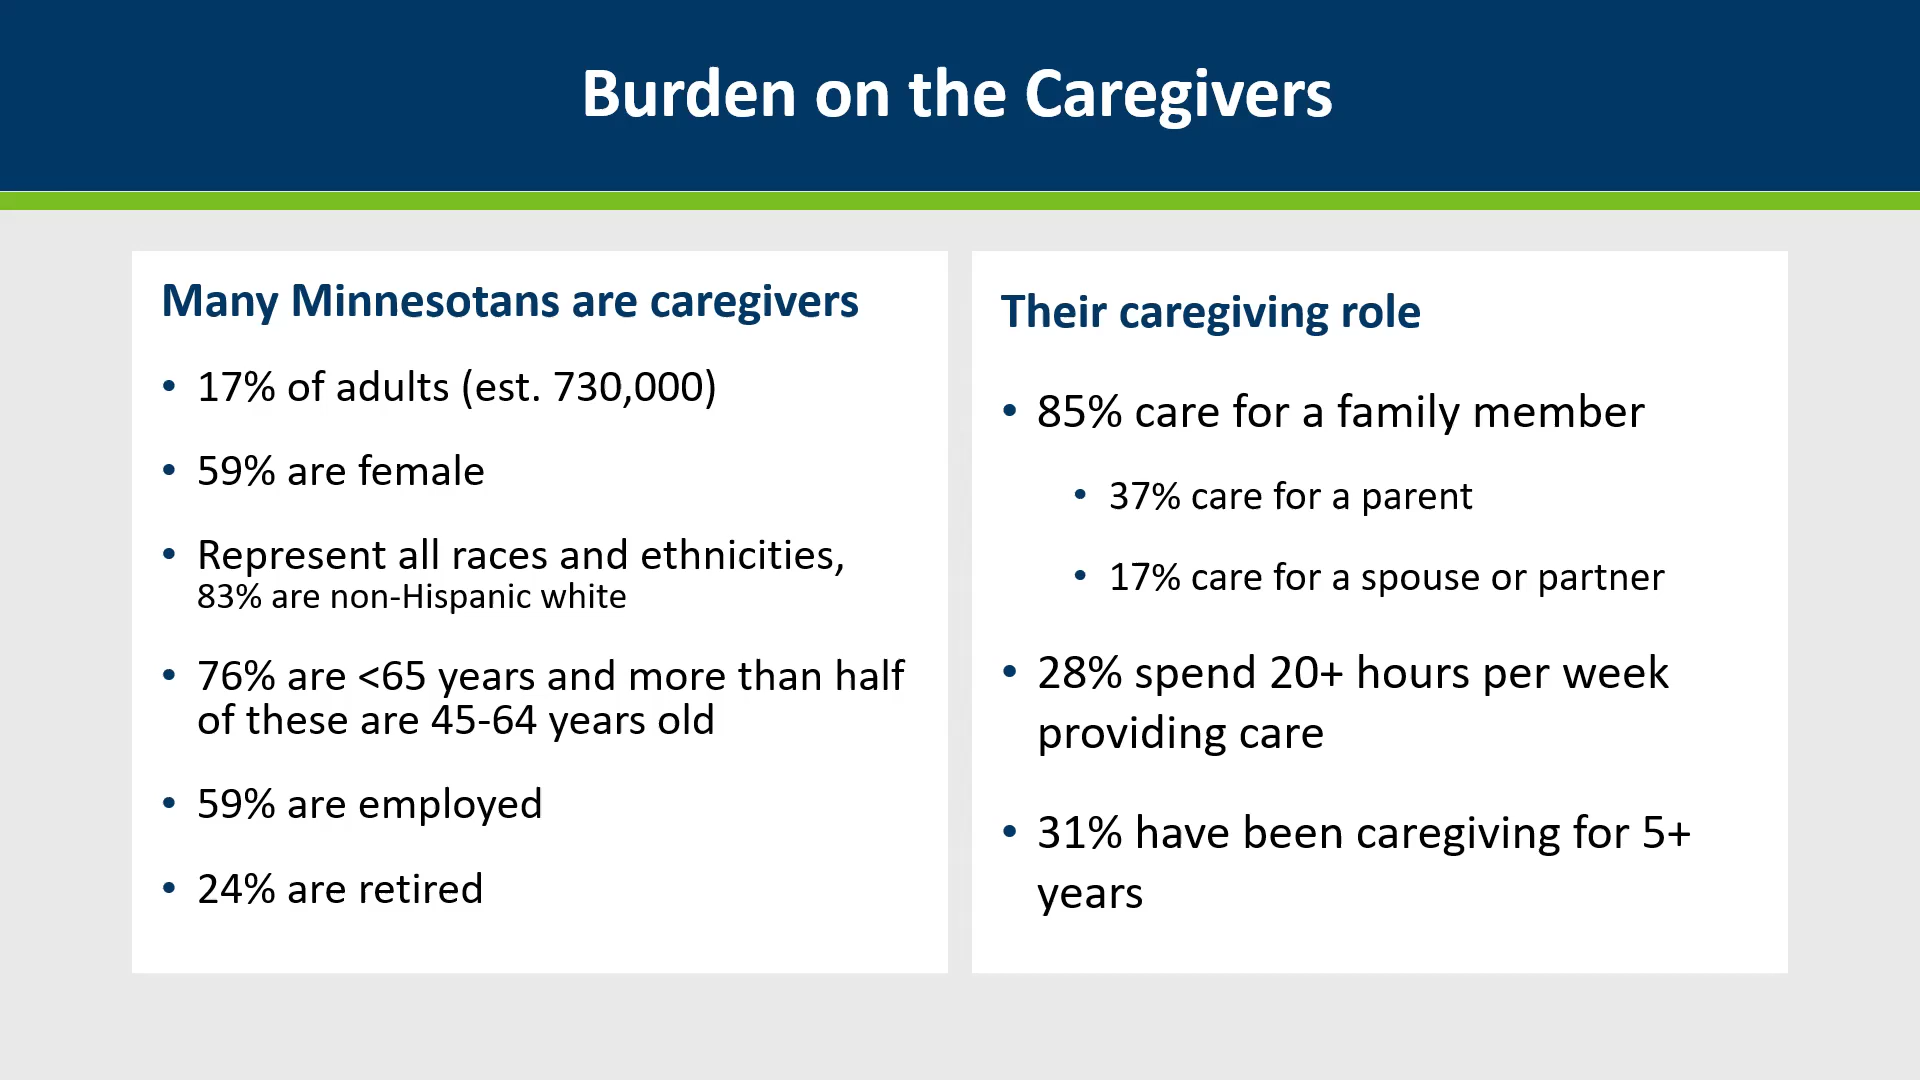 Burden on the Caregivers
Many Minnesotans are caregivers
• 17% of adults (est. 730,000)
• 59% are female
• Represent all races and ethnicities,
83% are non-Hispanic white
• 76% are <65 years and more than half
of these are 45-64 years old
• 59% are employed
• 24% are retired
Their caregiving role
• 85% care for a family member
• 37% care for a parent
• 17% care for a spouse or partner
• 28% spend 20+ hours per week
providing care
• 31% have been caregiving for 5+
years